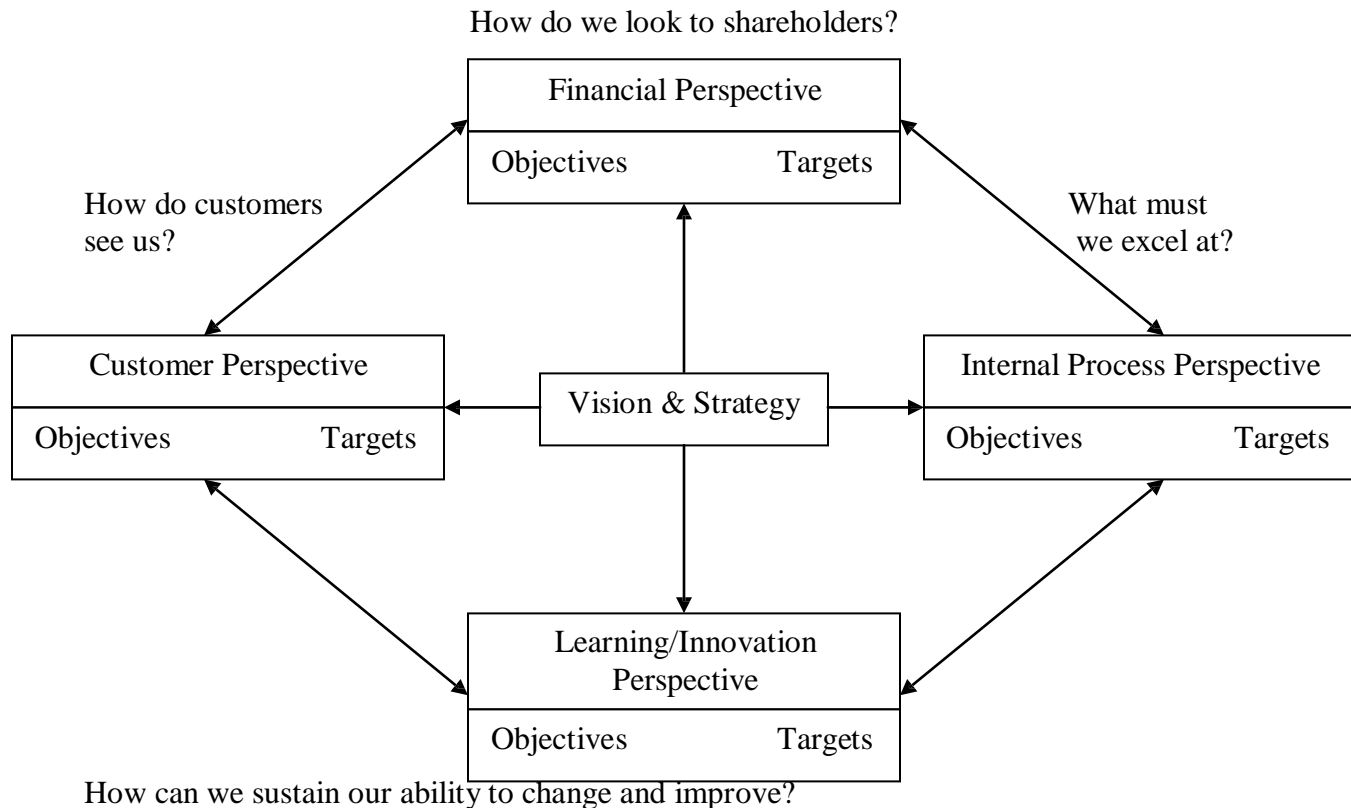 How do we look to shareholders?
Financial Perspective
Objectives Targets
How do customers
see us?
What must
we excel at?
Customer Perspective
Objectives Targets
Vision & Strategy
Internal Process Perspective
Objectives Targets
Learning/Innovation
Perspective
Objectives Targets
How can we sustain our ability to change and improve?